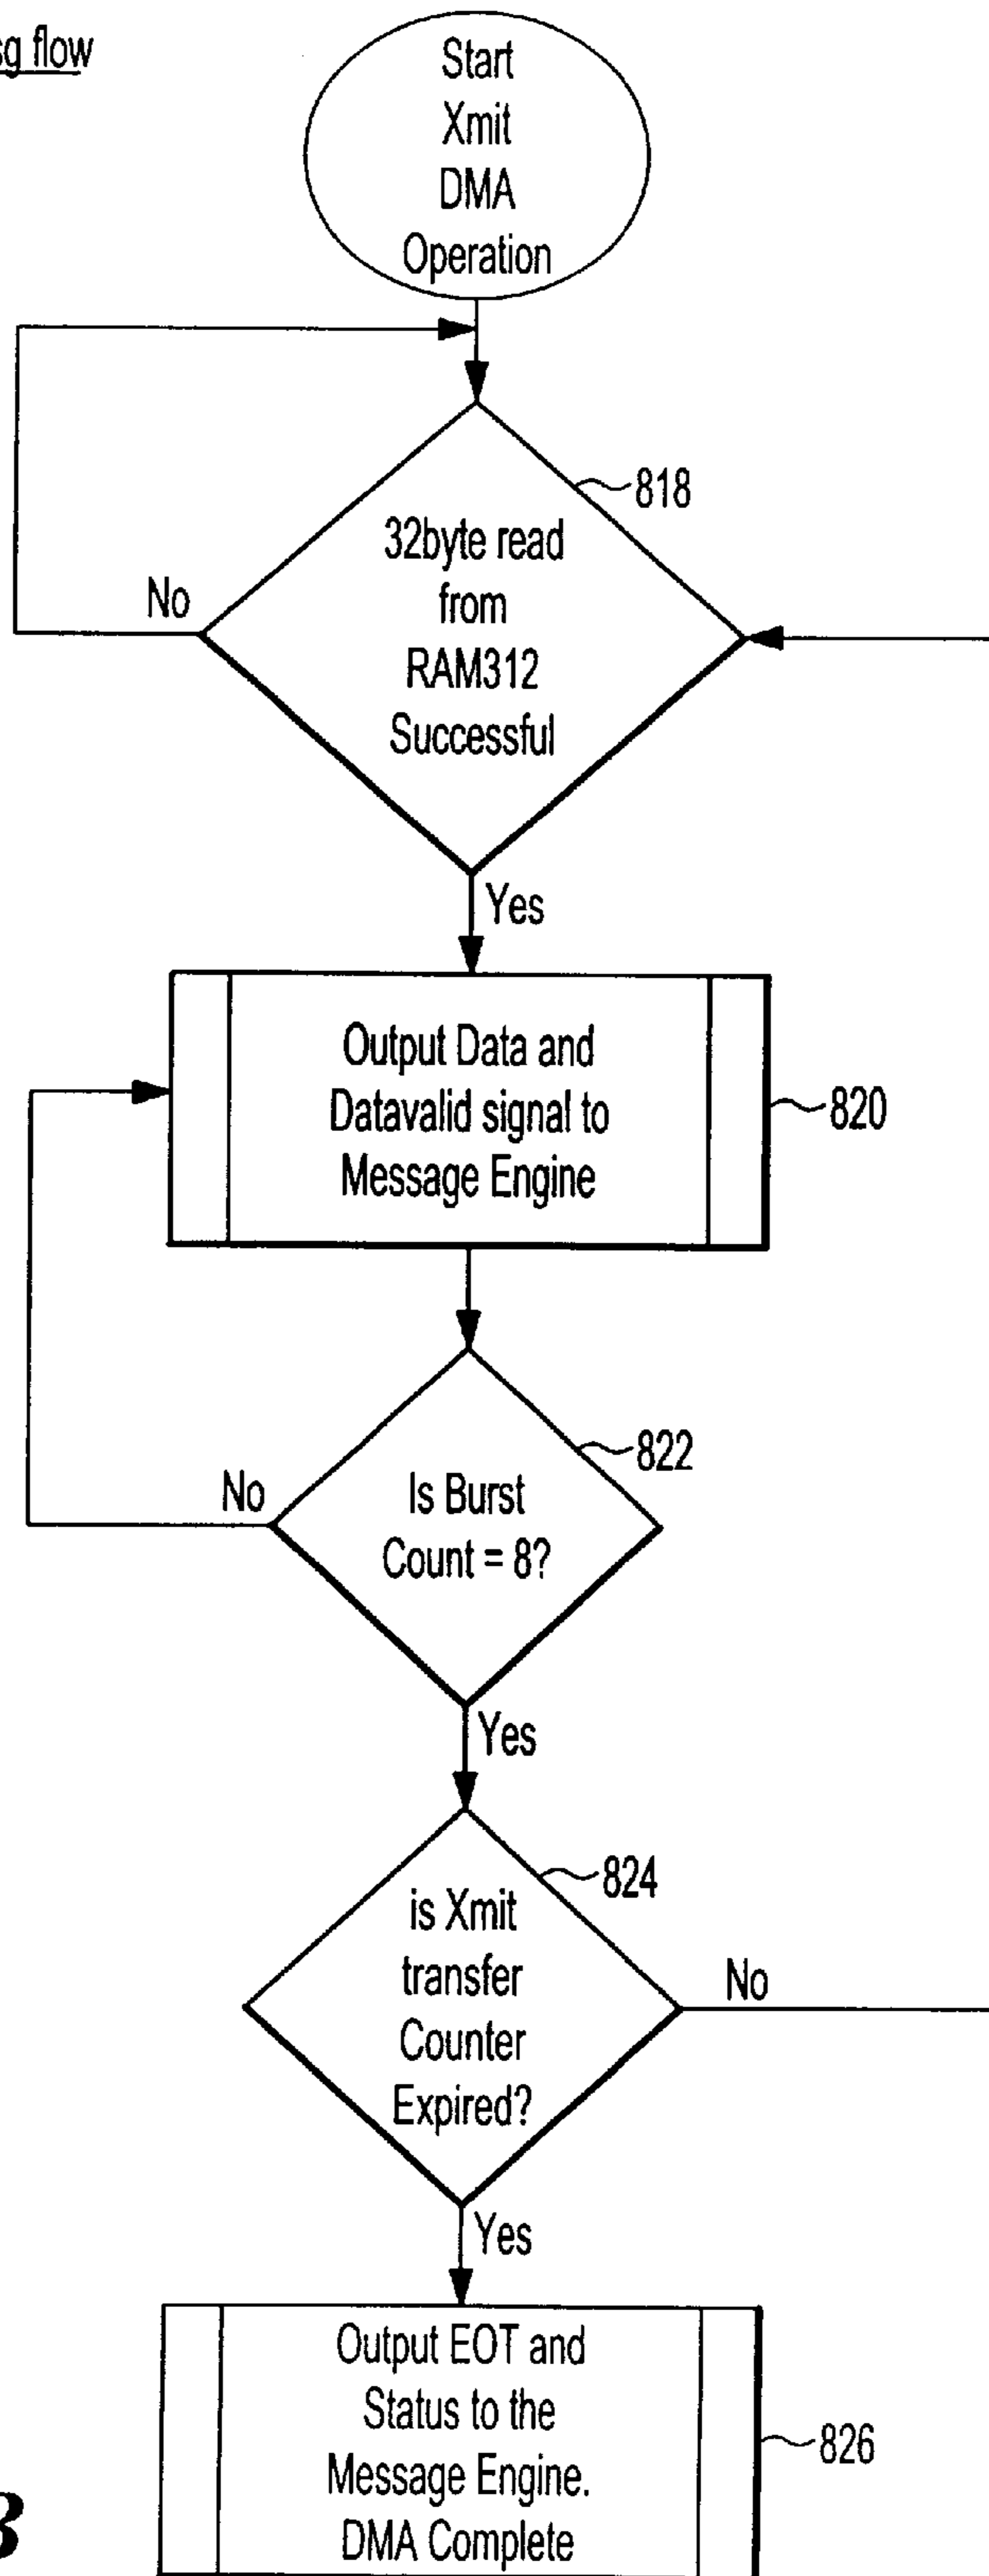 flow
Start
Xmit
DMA
Operation
818
32byte read
from
RAM312
Successful
No
Yes
Output Data and
Datavalid signal to
Message Engine
820
822
No
Is Burst
Count = 8?
Yes
824
is Xmit
transfer
Counter
Expired?
No
Yes
Output EOT and
Status to the
Message Engine.
DMA Complete
826